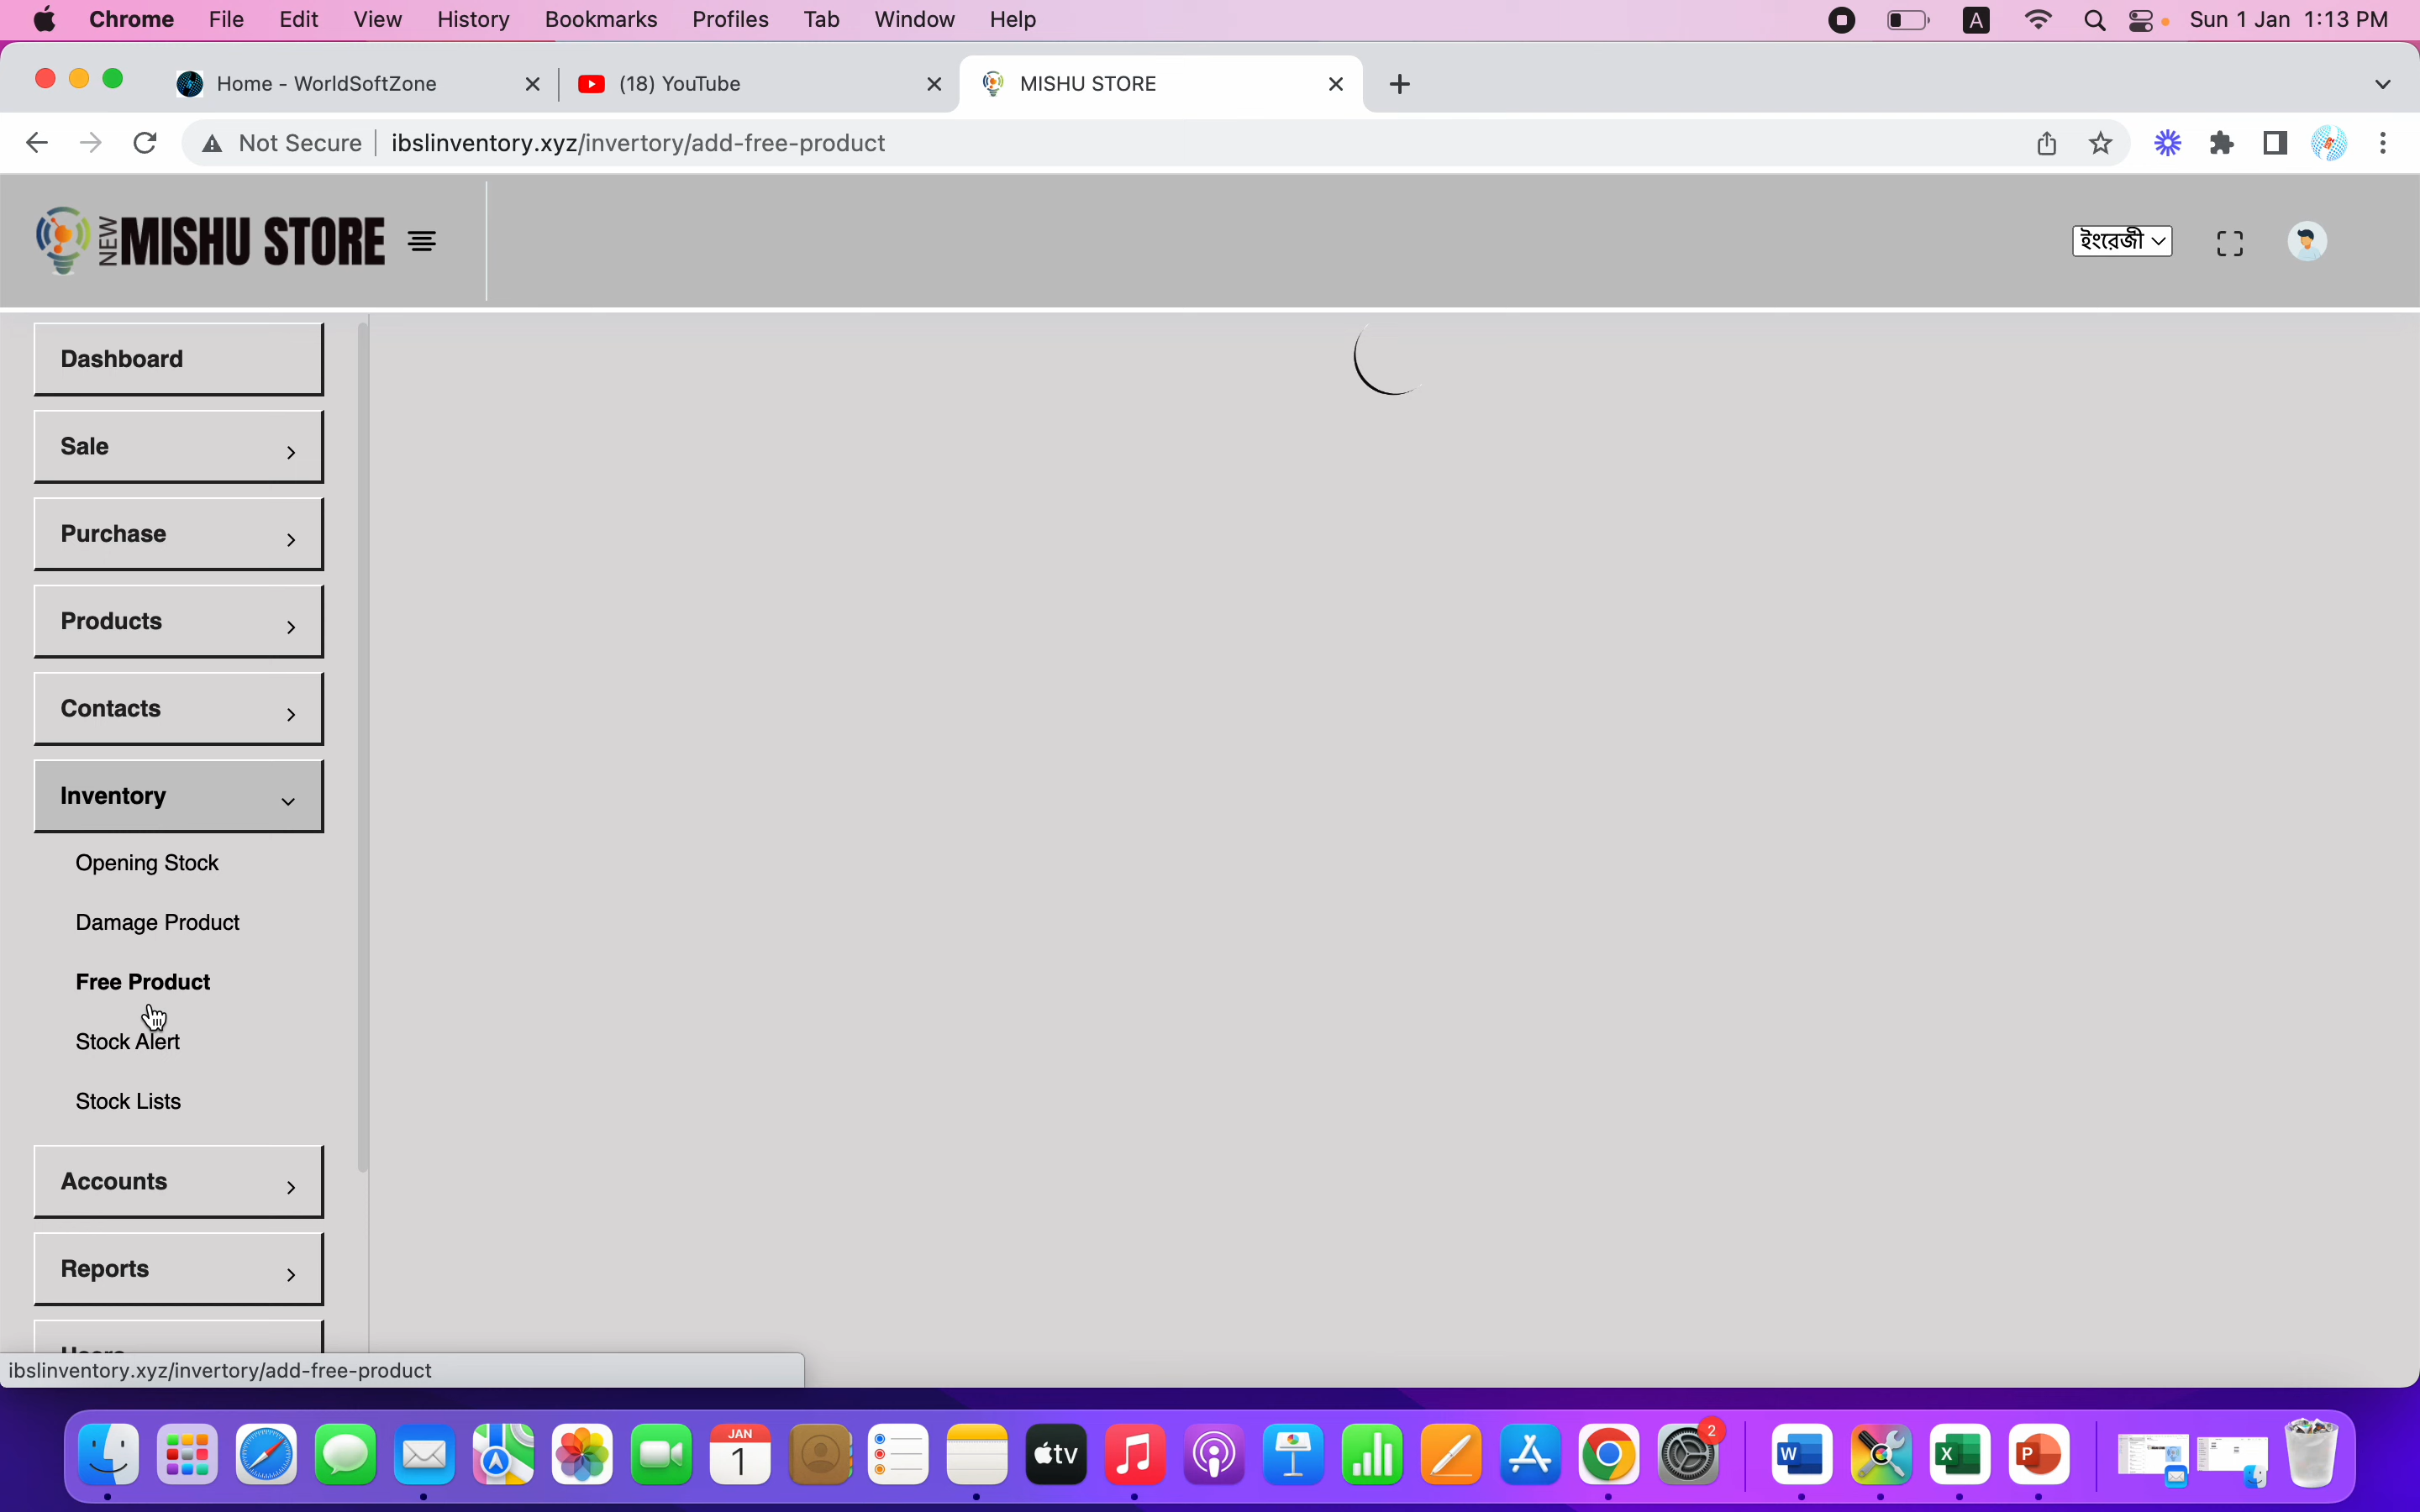 Chrome File Edit View History Bookmarks Profiles Tab Window Help A Sun 1 Jan 1:13 PM
Home - WorldSoftZone (18) YouTube MISHU STORE
Not Secure ibslinventory.xyz/invertory/add-free-product
NEW MISHU STORE ইংরেজী
Dashboard
Sale
Purchase
Products
Contacts
Inventory
Opening Stock
Damage Product
Free Product
Stock Alert
Stock Lists
Accounts
Reports
ibslinventory.xyz/invertory/add-free-product
JAN
1
tv
2
W
X
P